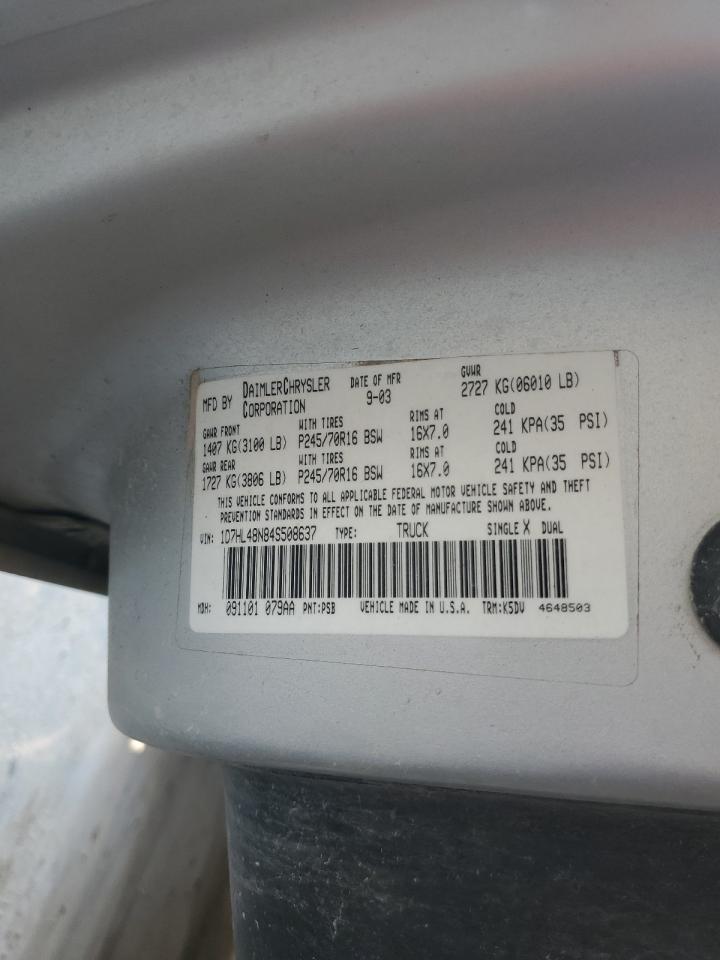 MFD BY DAIMLERCHRYSLER CORPORATION DATE OF MFR 9-03 GVWR 2727 KG(06010 LB)
GAWR FRONT WITH TIRES RIMS AT COLD
1407 KG(3100 LB) P245/70R16 BSW 16X7.0 241 KPA(35 PSI)
GAWR REAR WITH TIRES RIMS AT COLD
1727 KG(3806 LB) P245/70R16 BSW 16X7.0 241 KPA(35 PSI)
THIS VEHICLE CONFORMS TO ALL APPLICABLE FEDERAL MOTOR VEHICLE SAFETY AND THEFT
PREVENTION STANDARDS IN EFFECT ON THE DATE OF MANUFACTURE SHOWN ABOVE.
VIN: 1D7HL48N84S508637 TYPE: TRUCK SINGLE X DUAL
MDH: 091101 079AA PNT:PSB VEHICLE MADE IN U.S.A. TRM:K5DV 4648503